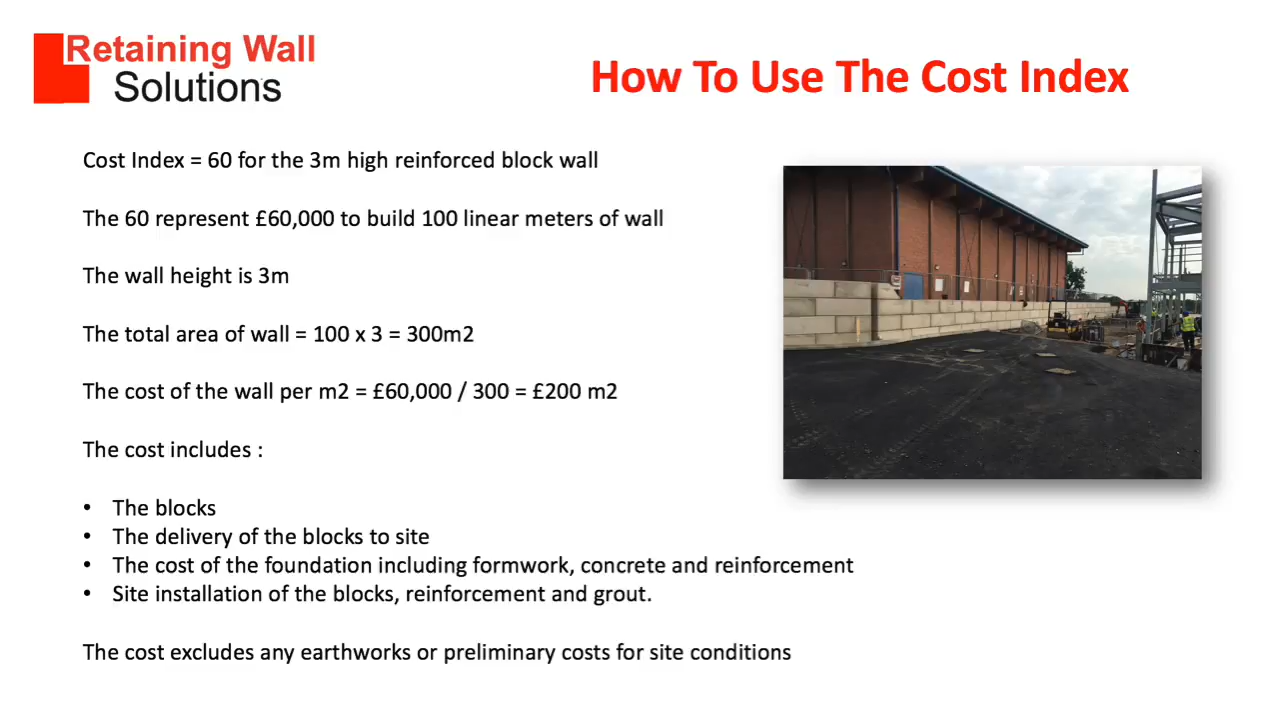 Retaining Wall
Solutions
How To Use The Cost Index
Cost Index = 60 for the 3m high reinforced block wall
The 60 represent £60,000 to build 100 linear meters of wall
The wall height is 3m
The total area of wall = 100 x 3 = 300m2
The cost of the wall per m2 = £60,000 / 300 = £200 m2
The cost includes :
• The blocks
• The delivery of the blocks to site
• The cost of the foundation including formwork, concrete and reinforcement
• Site installation of the blocks, reinforcement and grout.
The cost excludes any earthworks or preliminary costs for site conditions